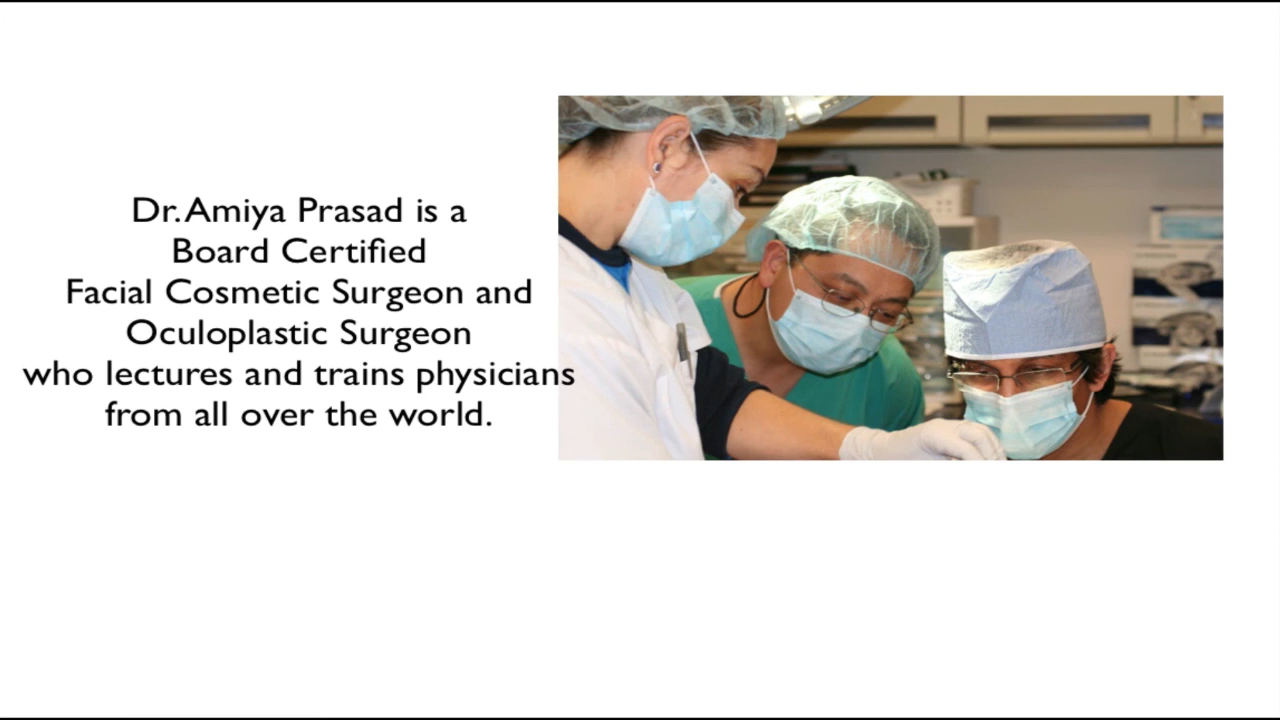 Dr. Amiya Prasad is a
Board Certified
Facial Cosmetic Surgeon and
Oculoplastic Surgeon
who lectures and trains physicians
from all over the world.